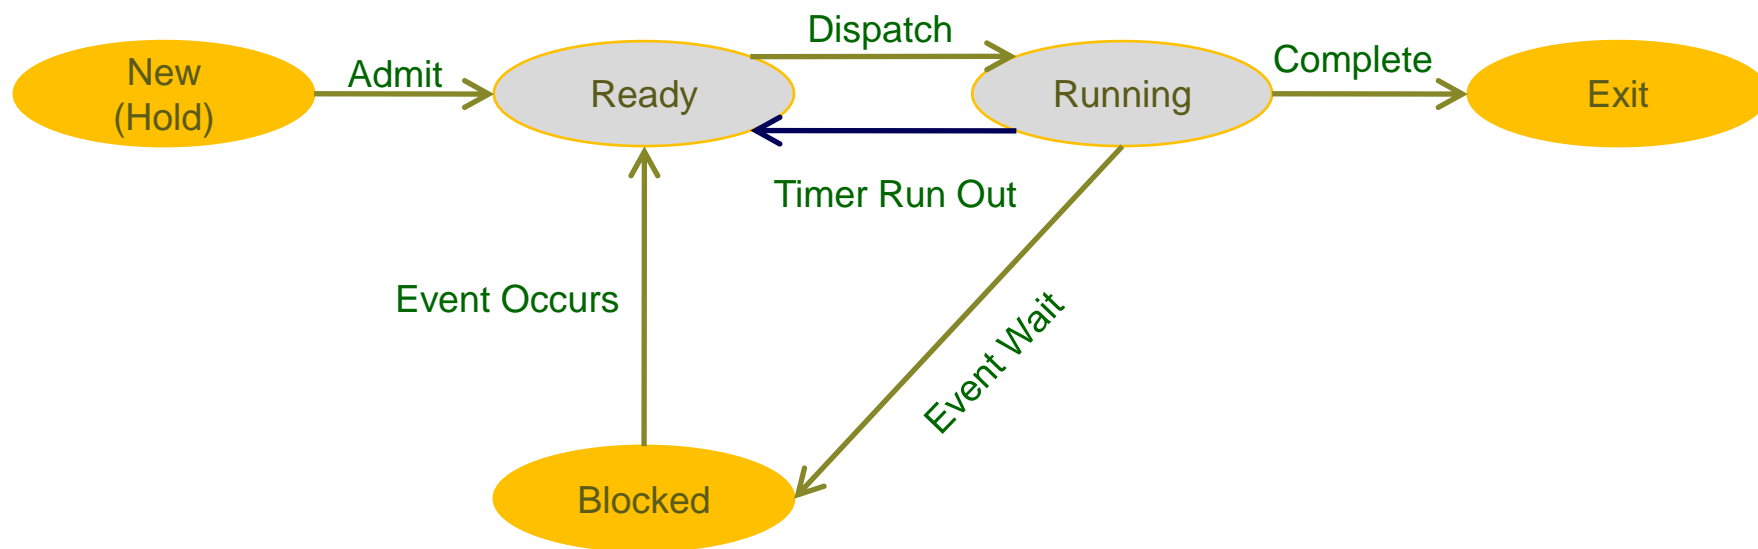 Dispatch
New
(Hold)
Admit
Ready
Running
Complete
Exit
Timer Run Out
Event Occurs
Event Wait
Blocked